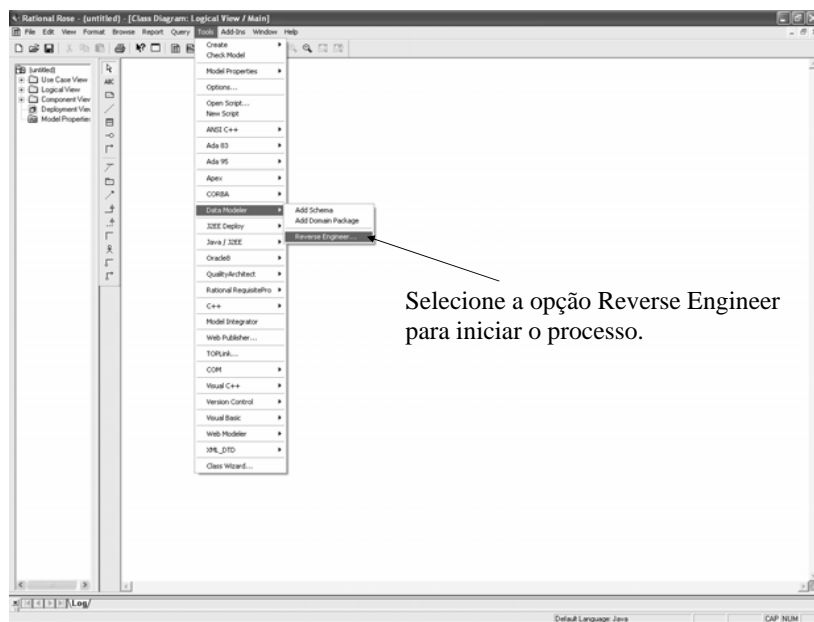 Rational Rose - (untitled) - [Class Diagram: Logical View / Main]
File Edit View Format Browse Report Query Tools Add-Ins Window Help
(untitled)
Use Case View
Logical View
Component View
Deployment Vie
Model Propertie
ABC
Create
Check Model
Model Properties
Options...
Open Script...
New Script
ANSI C++
Ada 83
Ada 95
Apex
CORBA
Data Modeler
J2EE Deploy
Java / J2EE
Oracle8
QualityArchitect
Rational RequisitePro
C++
Model Integrator
Web Publisher...
TOPLink...
COM
Visual C++
Version Control
Visual Basic
Web Modeler
XML_DTD
Class Wizard...
Add Schema
Add Domain Package
Reverse Engineer...
Selecione a opção Reverse Engineer
para iniciar o processo.
Log
Default Language: Java
CAP NUM